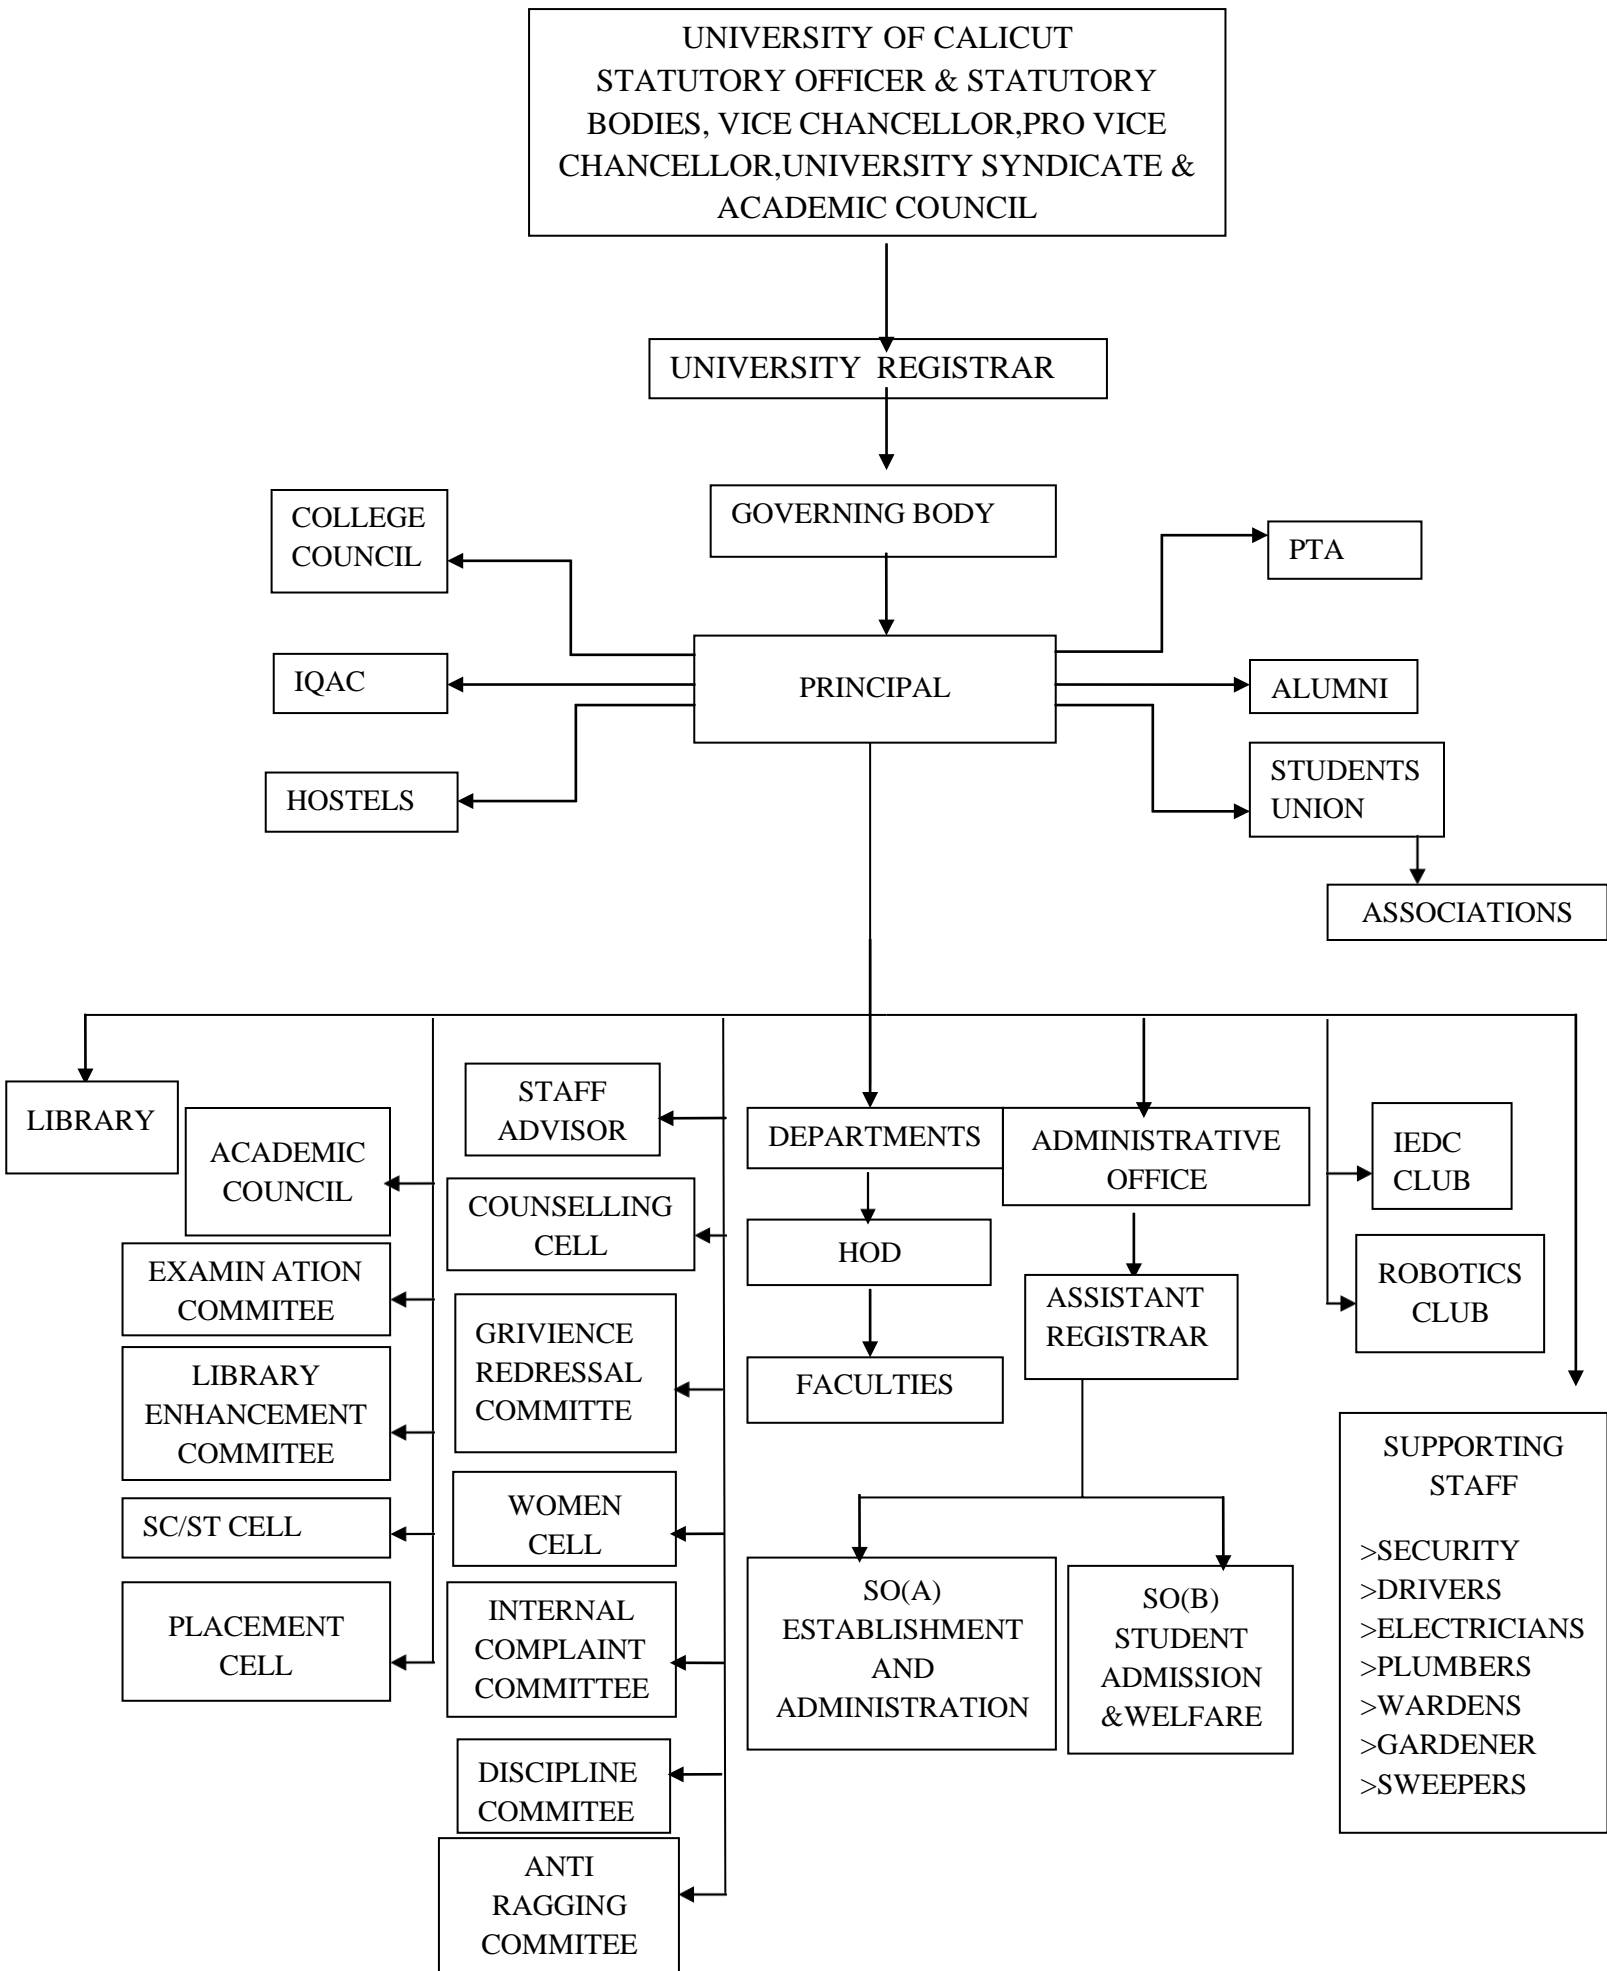 UNIVERSITY OF CALICUT
STATUTORY OFFICER & STATUTORY
BODIES, VICE CHANCELLOR,PRO VICE
CHANCELLOR,UNIVERSITY SYNDICATE &
ACADEMIC COUNCIL
UNIVERSITY REGISTRAR
GOVERNING BODY
COLLEGE
COUNCIL
PTA
IQAC
PRINCIPAL
ALUMNI
HOSTELS
STUDENTS
UNION
ASSOCIATIONS
LIBRARY
ACADEMIC
COUNCIL
EXAMIN ATION
COMMITEE
LIBRARY
ENHANCEMENT
COMMITEE
SC/ST CELL
PLACEMENT
CELL
STAFF
ADVISOR
COUNSELLING
CELL
GRIVIENCE
REDRESSAL
COMMITTE
WOMEN
CELL
INTERNAL
COMPLAINT
COMMITTEE
DISCIPLINE
COMMITEE
ANTI
RAGGING
COMMITEE
DEPARTMENTS
HOD
FACULTIES
ADMINISTRATIVE
OFFICE
ASSISTANT
REGISTRAR
SO(A)
ESTABLISHMENT
AND
ADMINISTRATION
SO(B)
STUDENT
ADMISSION
&WELFARE
IEDC
CLUB
ROBOTICS
CLUB
SUPPORTING
STAFF
>SECURITY
>DRIVERS
>ELECTRICIANS
>PLUMBERS
>WARDENS
>GARDENER
>SWEEPERS